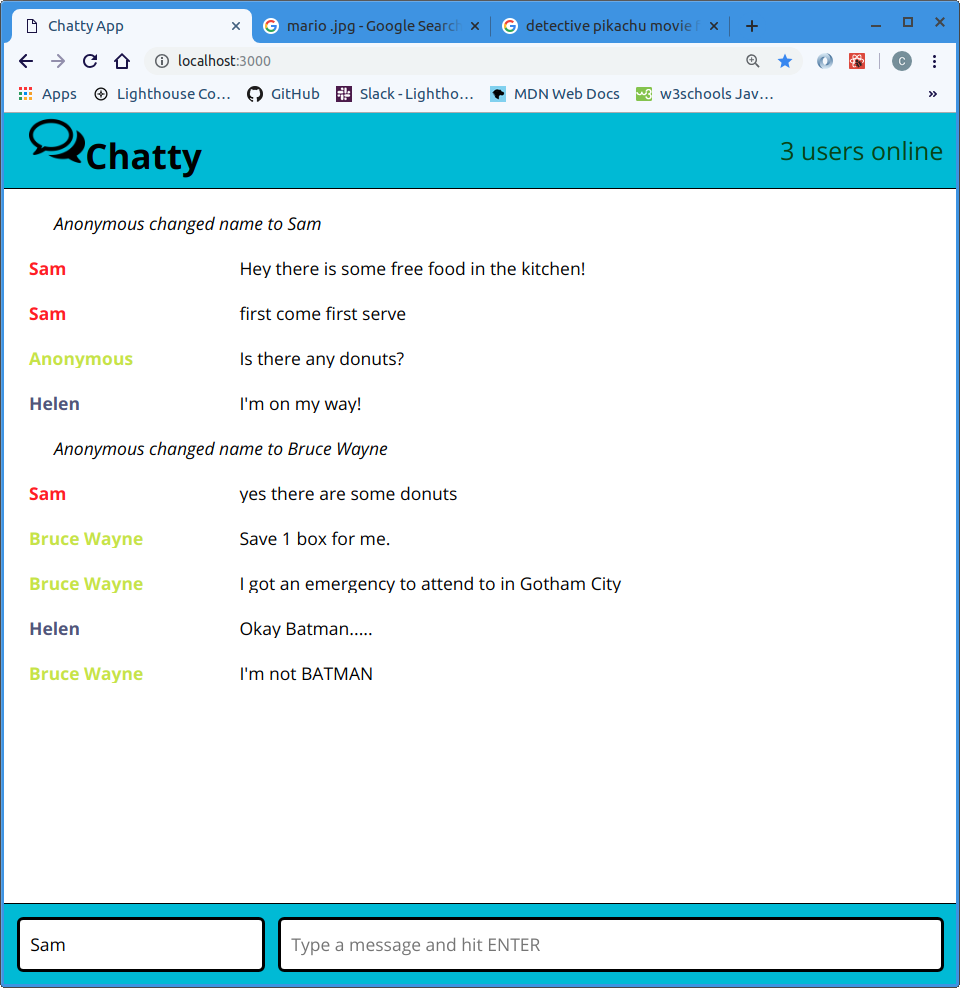 Chatty App
mario .jpg - Google Search
detective pikachu movie
localhost:3000
C
Apps
Lighthouse Co...
GitHub
Slack - Lightho...
MDN Web Docs
w3schools Jav...
»
Chatty
3 users online
Anonymous changed name to Sam
Sam Hey there is some free food in the kitchen!
Sam first come first serve
Anonymous Is there any donuts?
Helen I'm on my way!
Anonymous changed name to Bruce Wayne
Sam yes there are some donuts
Bruce Wayne Save 1 box for me.
Bruce Wayne I got an emergency to attend to in Gotham City
Helen Okay Batman.....
Bruce Wayne I'm not BATMAN
Sam
Type a message and hit ENTER